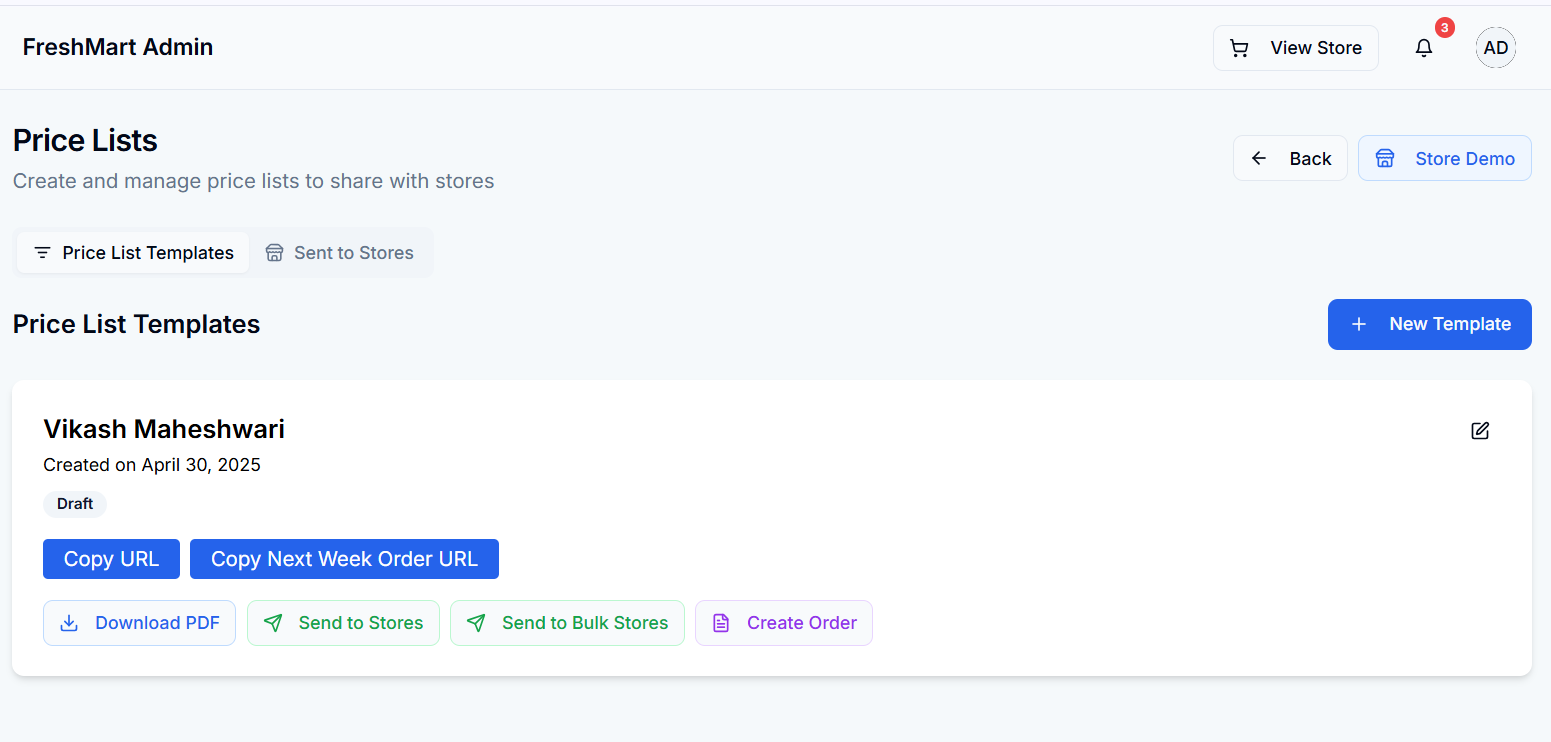 FreshMart Admin
View Store
3
AD
Price Lists
Create and manage price lists to share with stores
Back
Store Demo
Price List Templates
Sent to Stores
Price List Templates
New Template
Vikash Maheshwari
Created on April 30, 2025
Draft
Copy URL
Copy Next Week Order URL
Download PDF
Send to Stores
Send to Bulk Stores
Create Order